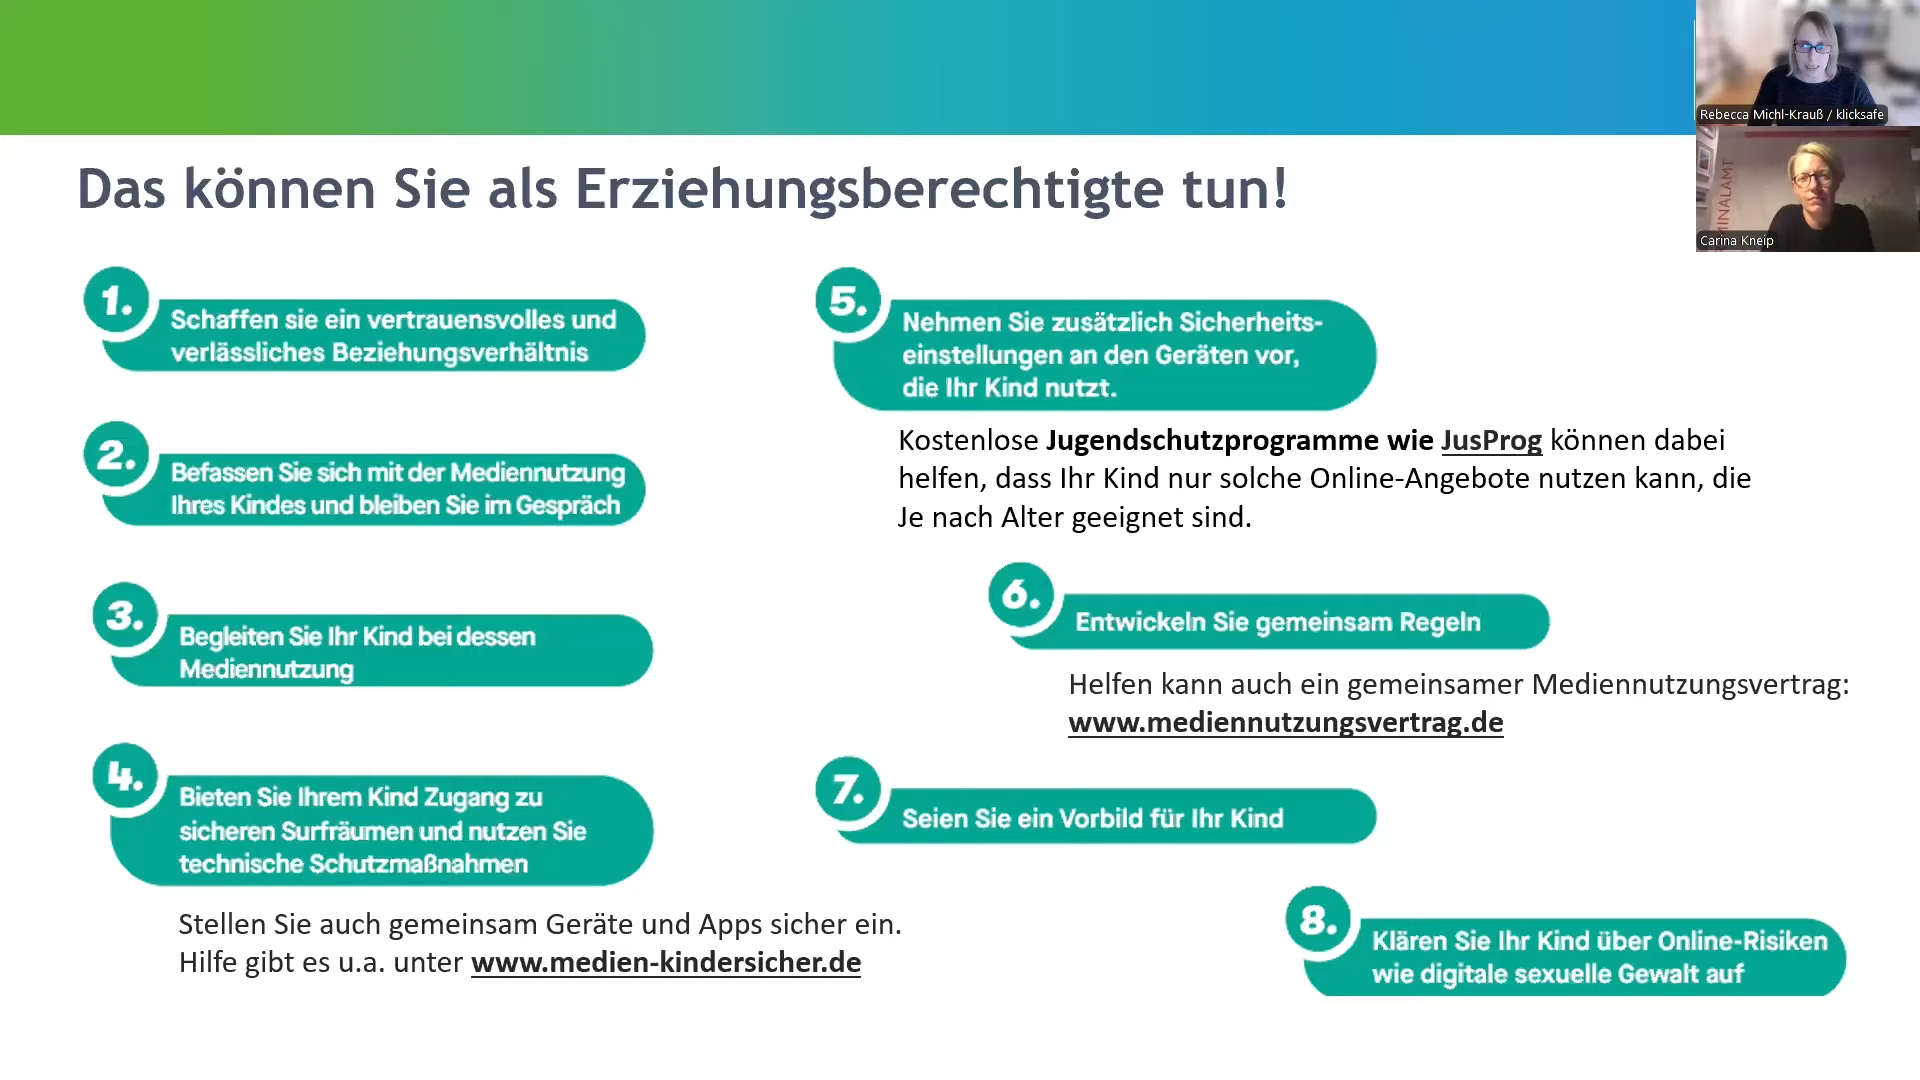 Rebecca Michl-Krauß / klicksafe
MINALAMT
Carina Kneip
Das können Sie als Erziehungsberechtigte tun!
1.
Schaffen sie ein vertrauensvolles und
verlässliches Beziehungsverhältnis
2.
Befassen Sie sich mit der Mediennutzung
Ihres Kindes und bleiben Sie im Gespräch
3.
Begleiten Sie Ihr Kind bei dessen
Mediennutzung
4.
Bieten Sie Ihrem Kind Zugang zu
sicheren Surfräumen und nutzen Sie
technische Schutzmaßnahmen
Stellen Sie auch gemeinsam Geräte und Apps sicher ein.
Hilfe gibt es u.a. unter www.medien-kindersicher.de
5.
Nehmen Sie zusätzlich Sicherheits-
einstellungen an den Geräten vor,
die Ihr Kind nutzt.
Kostenlose Jugendschutzprogramme wie JusProg können dabei
helfen, dass Ihr Kind nur solche Online-Angebote nutzen kann, die
Je nach Alter geeignet sind.
6.
Entwickeln Sie gemeinsam Regeln
Helfen kann auch ein gemeinsamer Mediennutzungsvertrag:
www.mediennutzungsvertrag.de
7.
Seien Sie ein Vorbild für Ihr Kind
8.
Klären Sie Ihr Kind über Online-Risiken
wie digitale sexuelle Gewalt auf